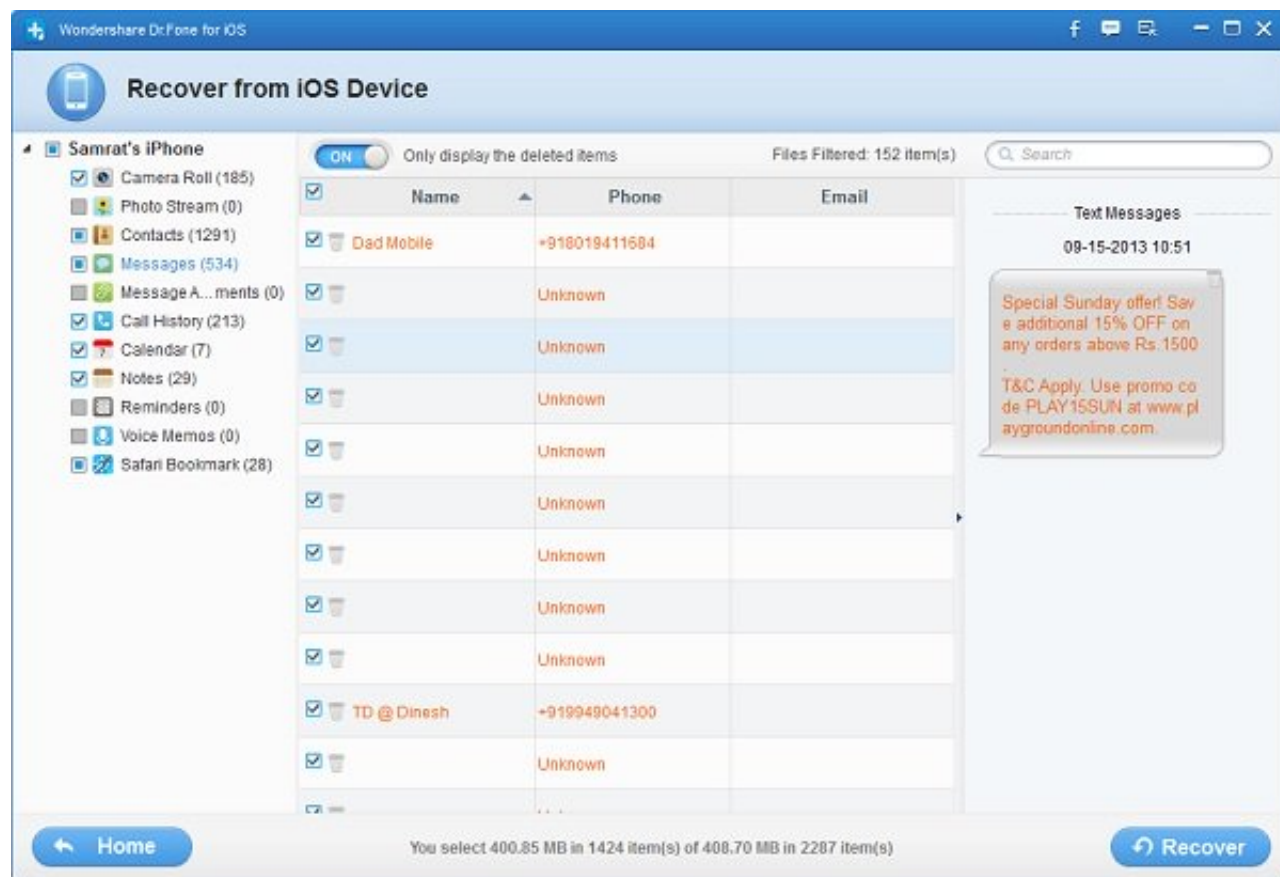 Wondershare Dr.Fone for iOS
Recover from iOS Device
Samrat's iPhone
Camera Roll (185)
Photo Stream (0)
Contacts (1291)
Messages (534)
Message A...ments (0)
Call History (213)
Calendar (7)
Notes (29)
Reminders (0)
Voice Memos (0)
Safari Bookmark (28)
ON Only display the deleted items Files Filtered: 152 item(s)
Name Phone Email
Dad Mobile +918019411684
Unknown
Unknown
Unknown
Unknown
Unknown
Unknown
Unknown
Unknown
TD @ Dinesh +919949041300
Unknown
Search
Text Messages
09-15-2013 10:51
Special Sunday offer! Sav
e additional 15% OFF on
any orders above Rs.1500
.
T&C Apply. Use promo co
de PLAY15SUN at www.pl
aygroundonline.com.
Home
You select 400.85 MB in 1424 item(s) of 408.70 MB in 2287 item(s)
Recover